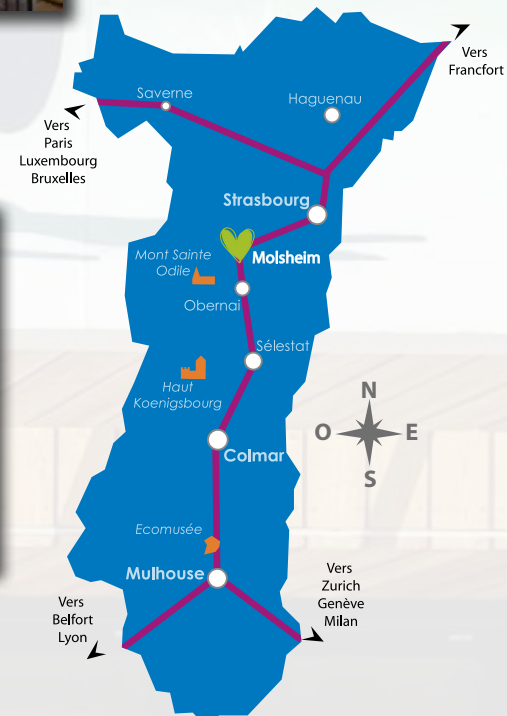 Vers
Francfort
Saverne
Haguenau
Vers
Paris
Luxembourg
Bruxelles
Strasbourg
Molsheim
Mont Sainte
Odile
Obernai
Sélestat
Haut
Koenigsbourg
N
O
E
S
Colmar
Ecomusée
Mulhouse
Vers
Belfort
Lyon
Vers
Zurich
Genève
Milan